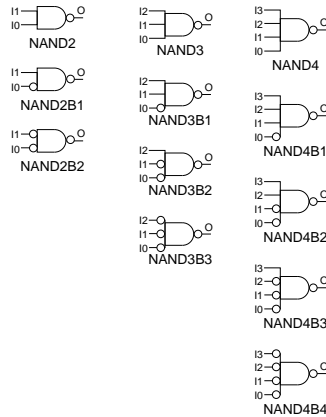 I1
I0
O
NAND2
I1
I0
O
NAND2B1
I1
I0
O
NAND2B2
I2
I1
I0
O
NAND3
I2
I1
I0
O
NAND3B1
I2
I1
I0
O
NAND3B2
I2
I1
I0
O
NAND3B3
I3
I2
I1
I0
O
NAND4
I3
I2
I1
I0
O
NAND4B1
I3
I2
I1
I0
O
NAND4B2
I3
I2
I1
I0
O
NAND4B3
I3
I2
I1
I0
O
NAND4B4